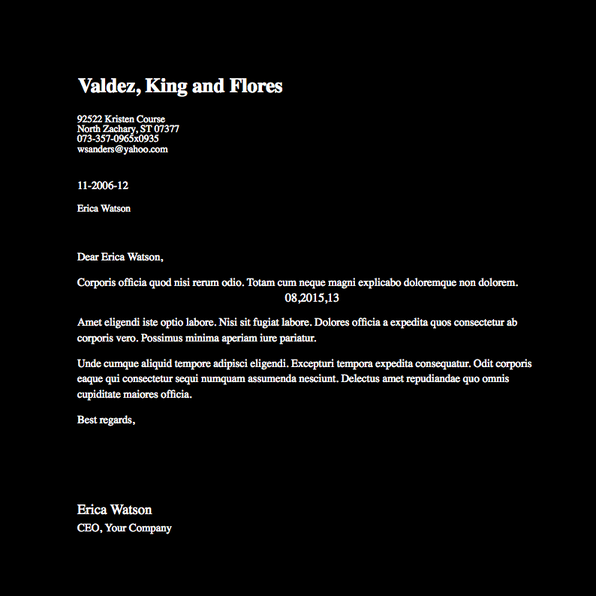 Valdez, King and Flores
92522 Kristen Course
North Zachary, ST 07377
073-357-0965x0935
wsanders@yahoo.com
11-2006-12
Erica Watson
Dear Erica Watson,
Corporis officia quod nisi rerum odio. Totam cum neque magni explicabo doloremque non dolorem.
08,2015,13
Amet eligendi iste optio labore. Nisi sit fugiat labore. Dolores officia a expedita quos consectetur ab
corporis vero. Possimus minima aperiam iure pariatur.
Unde cumque aliquid tempore adipisci eligendi. Excepturi tempora expedita consequatur. Odit corporis
eaque qui consectetur sequi numquam assumenda nesciunt. Delectus amet repudiandae quo omnis
cupiditate maiores officia.
Best regards,
Erica Watson
CEO, Your Company